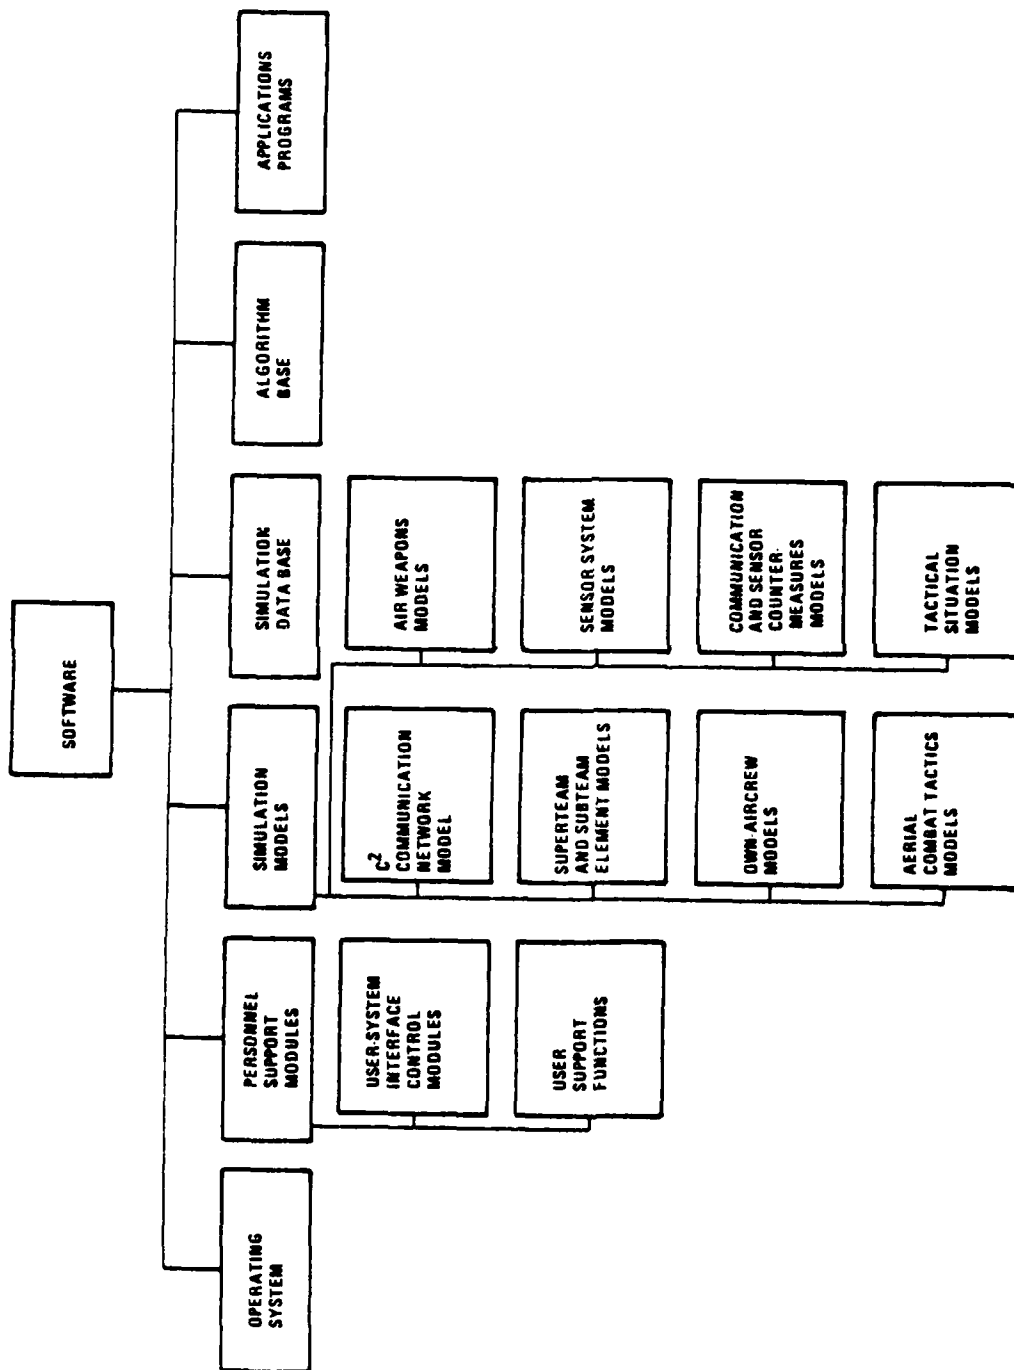 SOFTWARE
OPERATING
SYSTEM
PERSONNEL
SUPPORT
MODULES
SIMULATION
MODELS
SIMULATION
DATA BASE
ALGORITHM
BASE
APPLICATIONS
PROGRAMS
USER-SYSTEM
INTERFACE
CONTROL
MODULES
USER
SUPPORT
FUNCTIONS
C2
COMMUNICATION
NETWORK
MODEL
SUPERTEAM
AND SUBTEAM
ELEMENT MODELS
OWN-AIRCREW
MODELS
AERIAL
COMBAT TACTICS
MODELS
AIR WEAPONS
MODELS
SENSOR SYSTEM
MODELS
COMMUNICATION
AND SENSOR
COUNTER-
MEASURES
MODELS
TACTICAL
SITUATION
MODELS